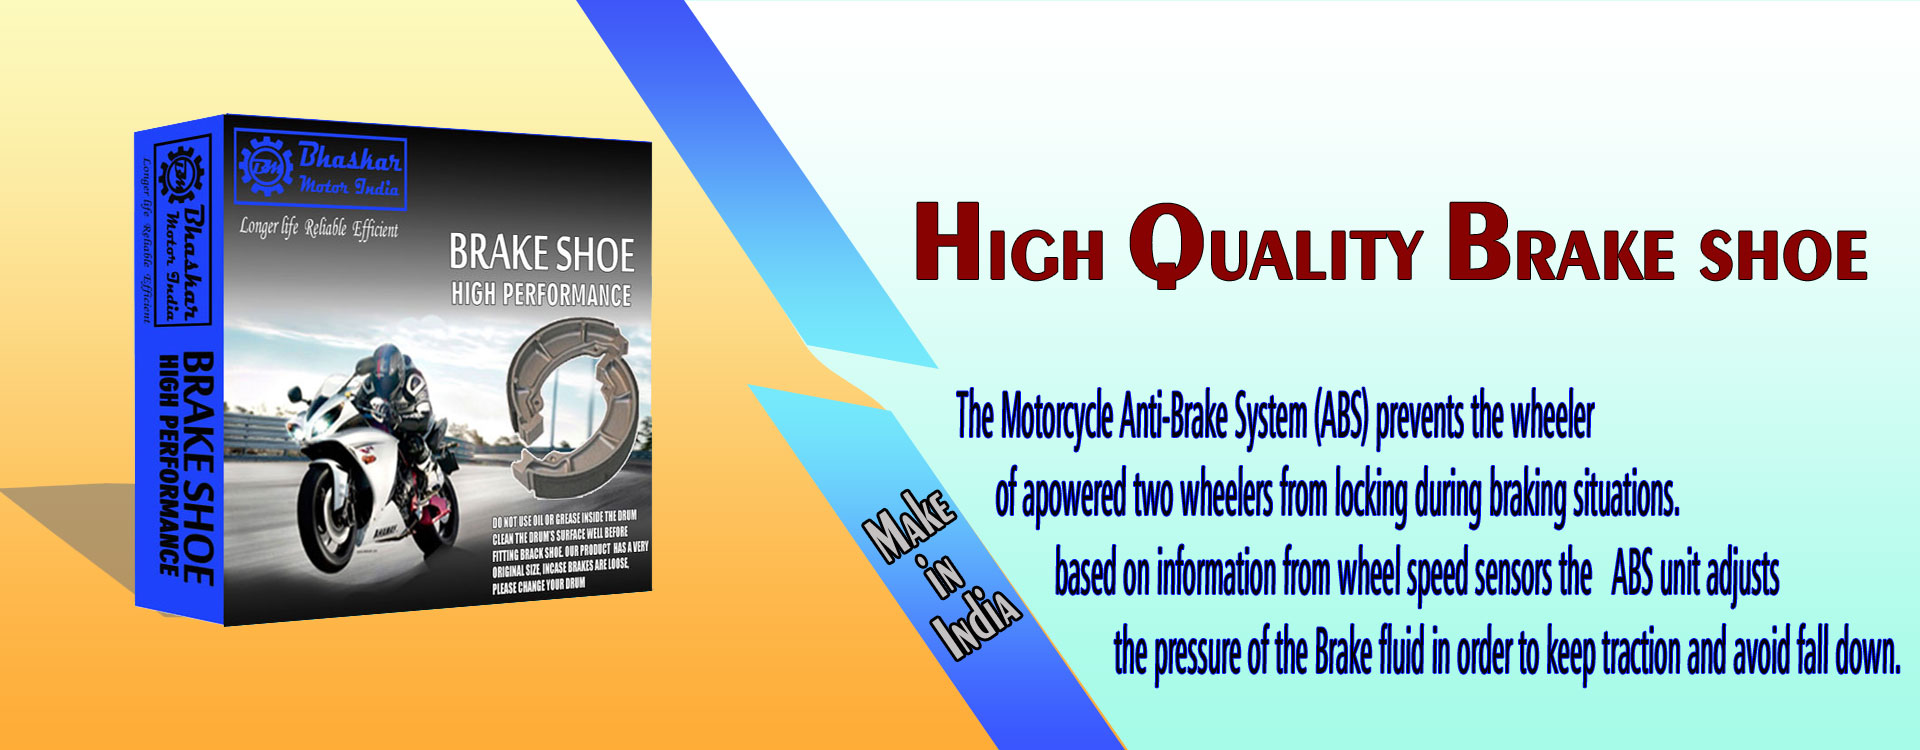 Bhaskar
Motor India
Longer life Reliable Efficient
BRAKE SHOE
HIGH PERFORMANCE
BM
Bhaskar
Motor India
Longer life Reliable Efficient
BRAKE SHOE
HIGH PERFORMANCE
DO NOT USE OIL OR GREASE INSIDE THE DRUM
CLEAN THE DRUM'S SURFACE WELL BEFORE
FITTING BRACK SHOE. OUR PRODUCT HAS A VERY
ORIGINAL SIZE, INCASE BRAKES ARE LOOSE,
PLEASE CHANGE YOUR DRUM
Make
in
India
High Quality Brake shoe
The Motorcycle Anti-Brake System (ABS) prevents the wheeler
of apowered two wheelers from locking during braking situations.
based on information from wheel speed sensors the ABS unit adjusts
the pressure of the Brake fluid in order to keep traction and avoid fall down.